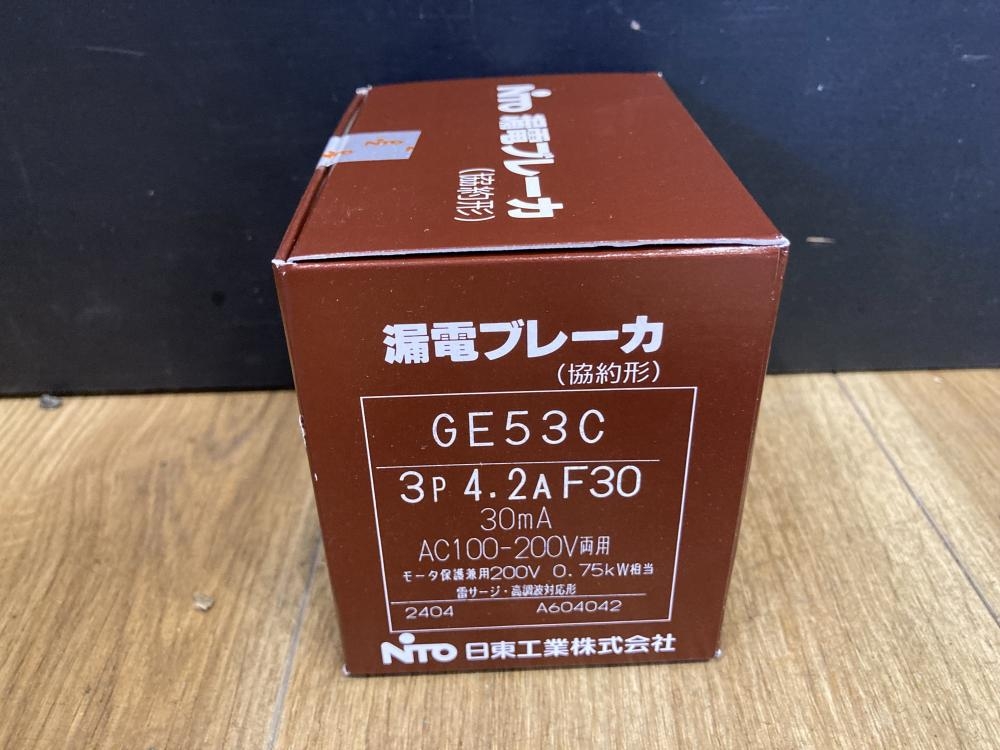 NITO 漏電ブレーカ
(協約形)
漏電ブレーカ
(協約形)
GE53C
3P 4.2A F30
30mA
AC100-200V両用
モータ保護兼用200V 0.75kW相当
雷サージ・高調波対応形
2404 A604042
NITO 日東工業株式会社